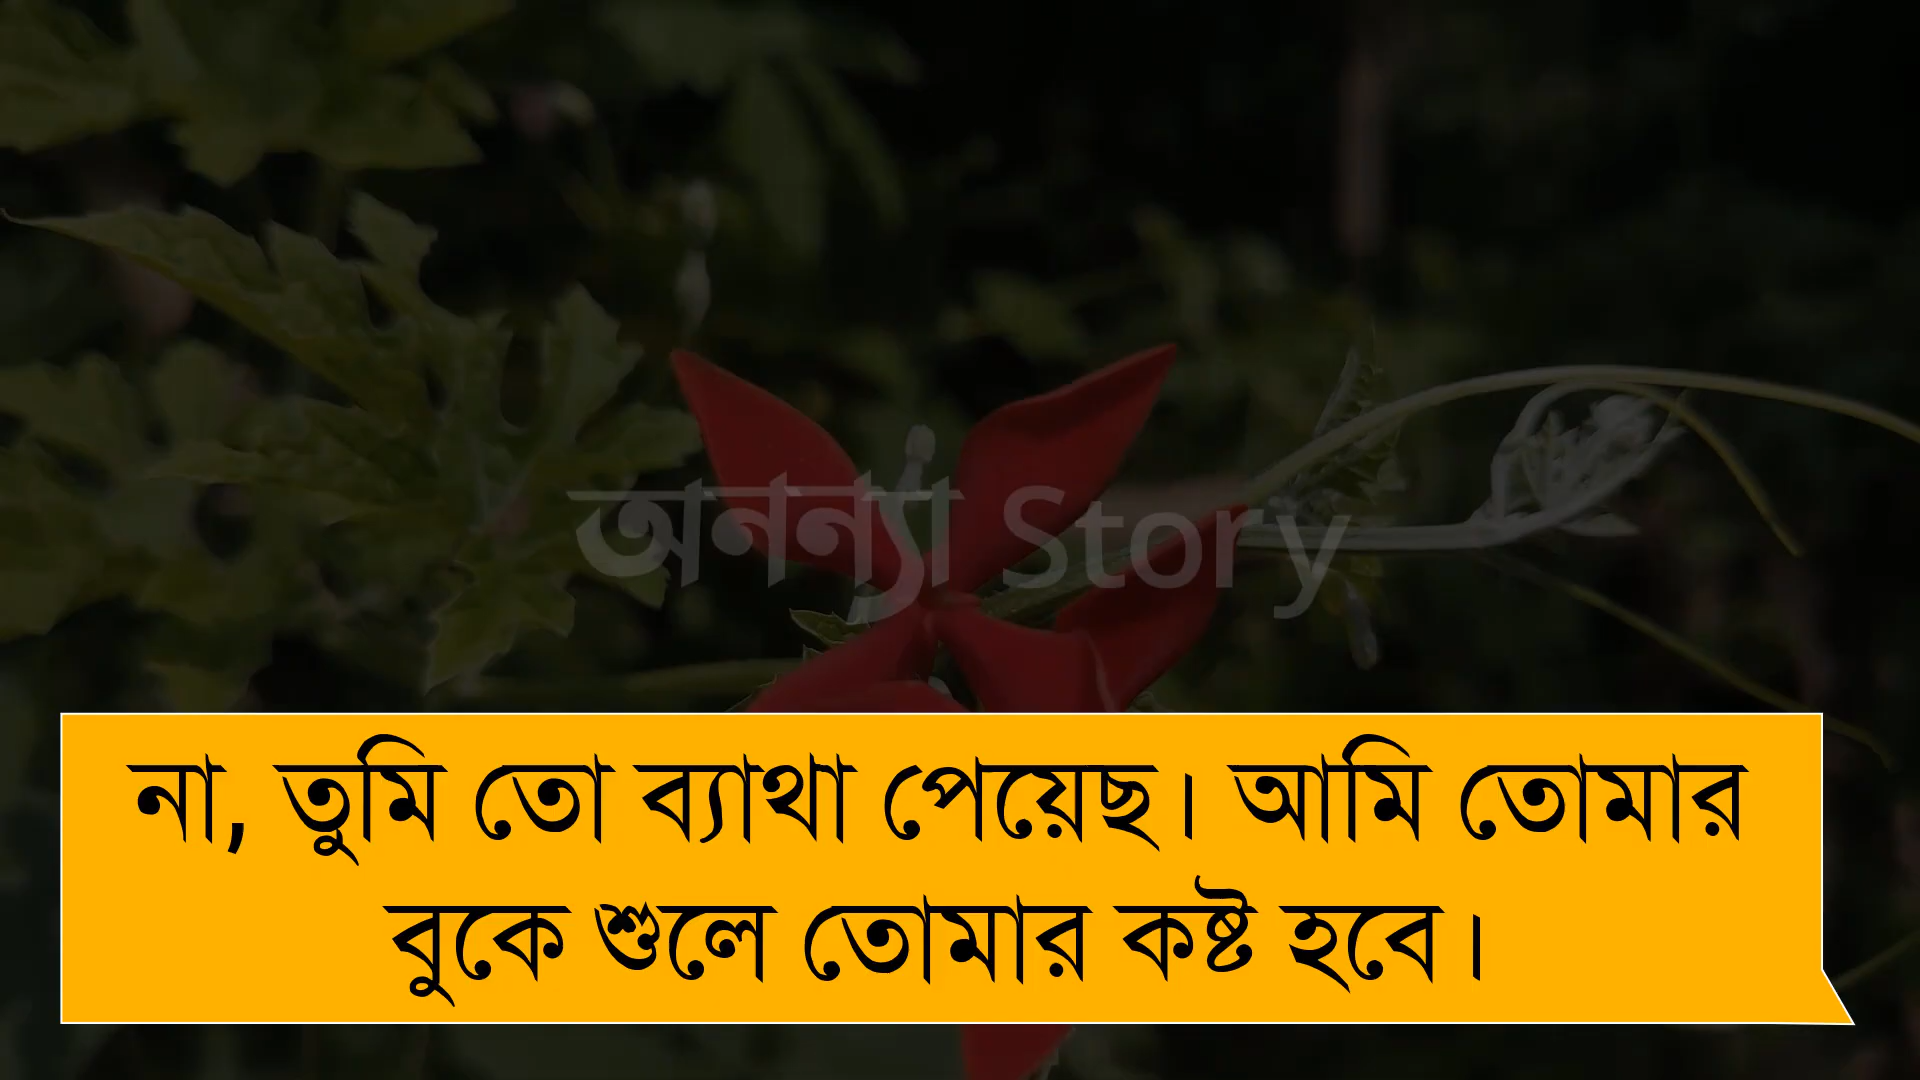 অনন্যা Story
না, তুমি তো ব্যাথা পেয়েছ। আমি তোমার
বুকে শুলে তোমার কষ্ট হবে।